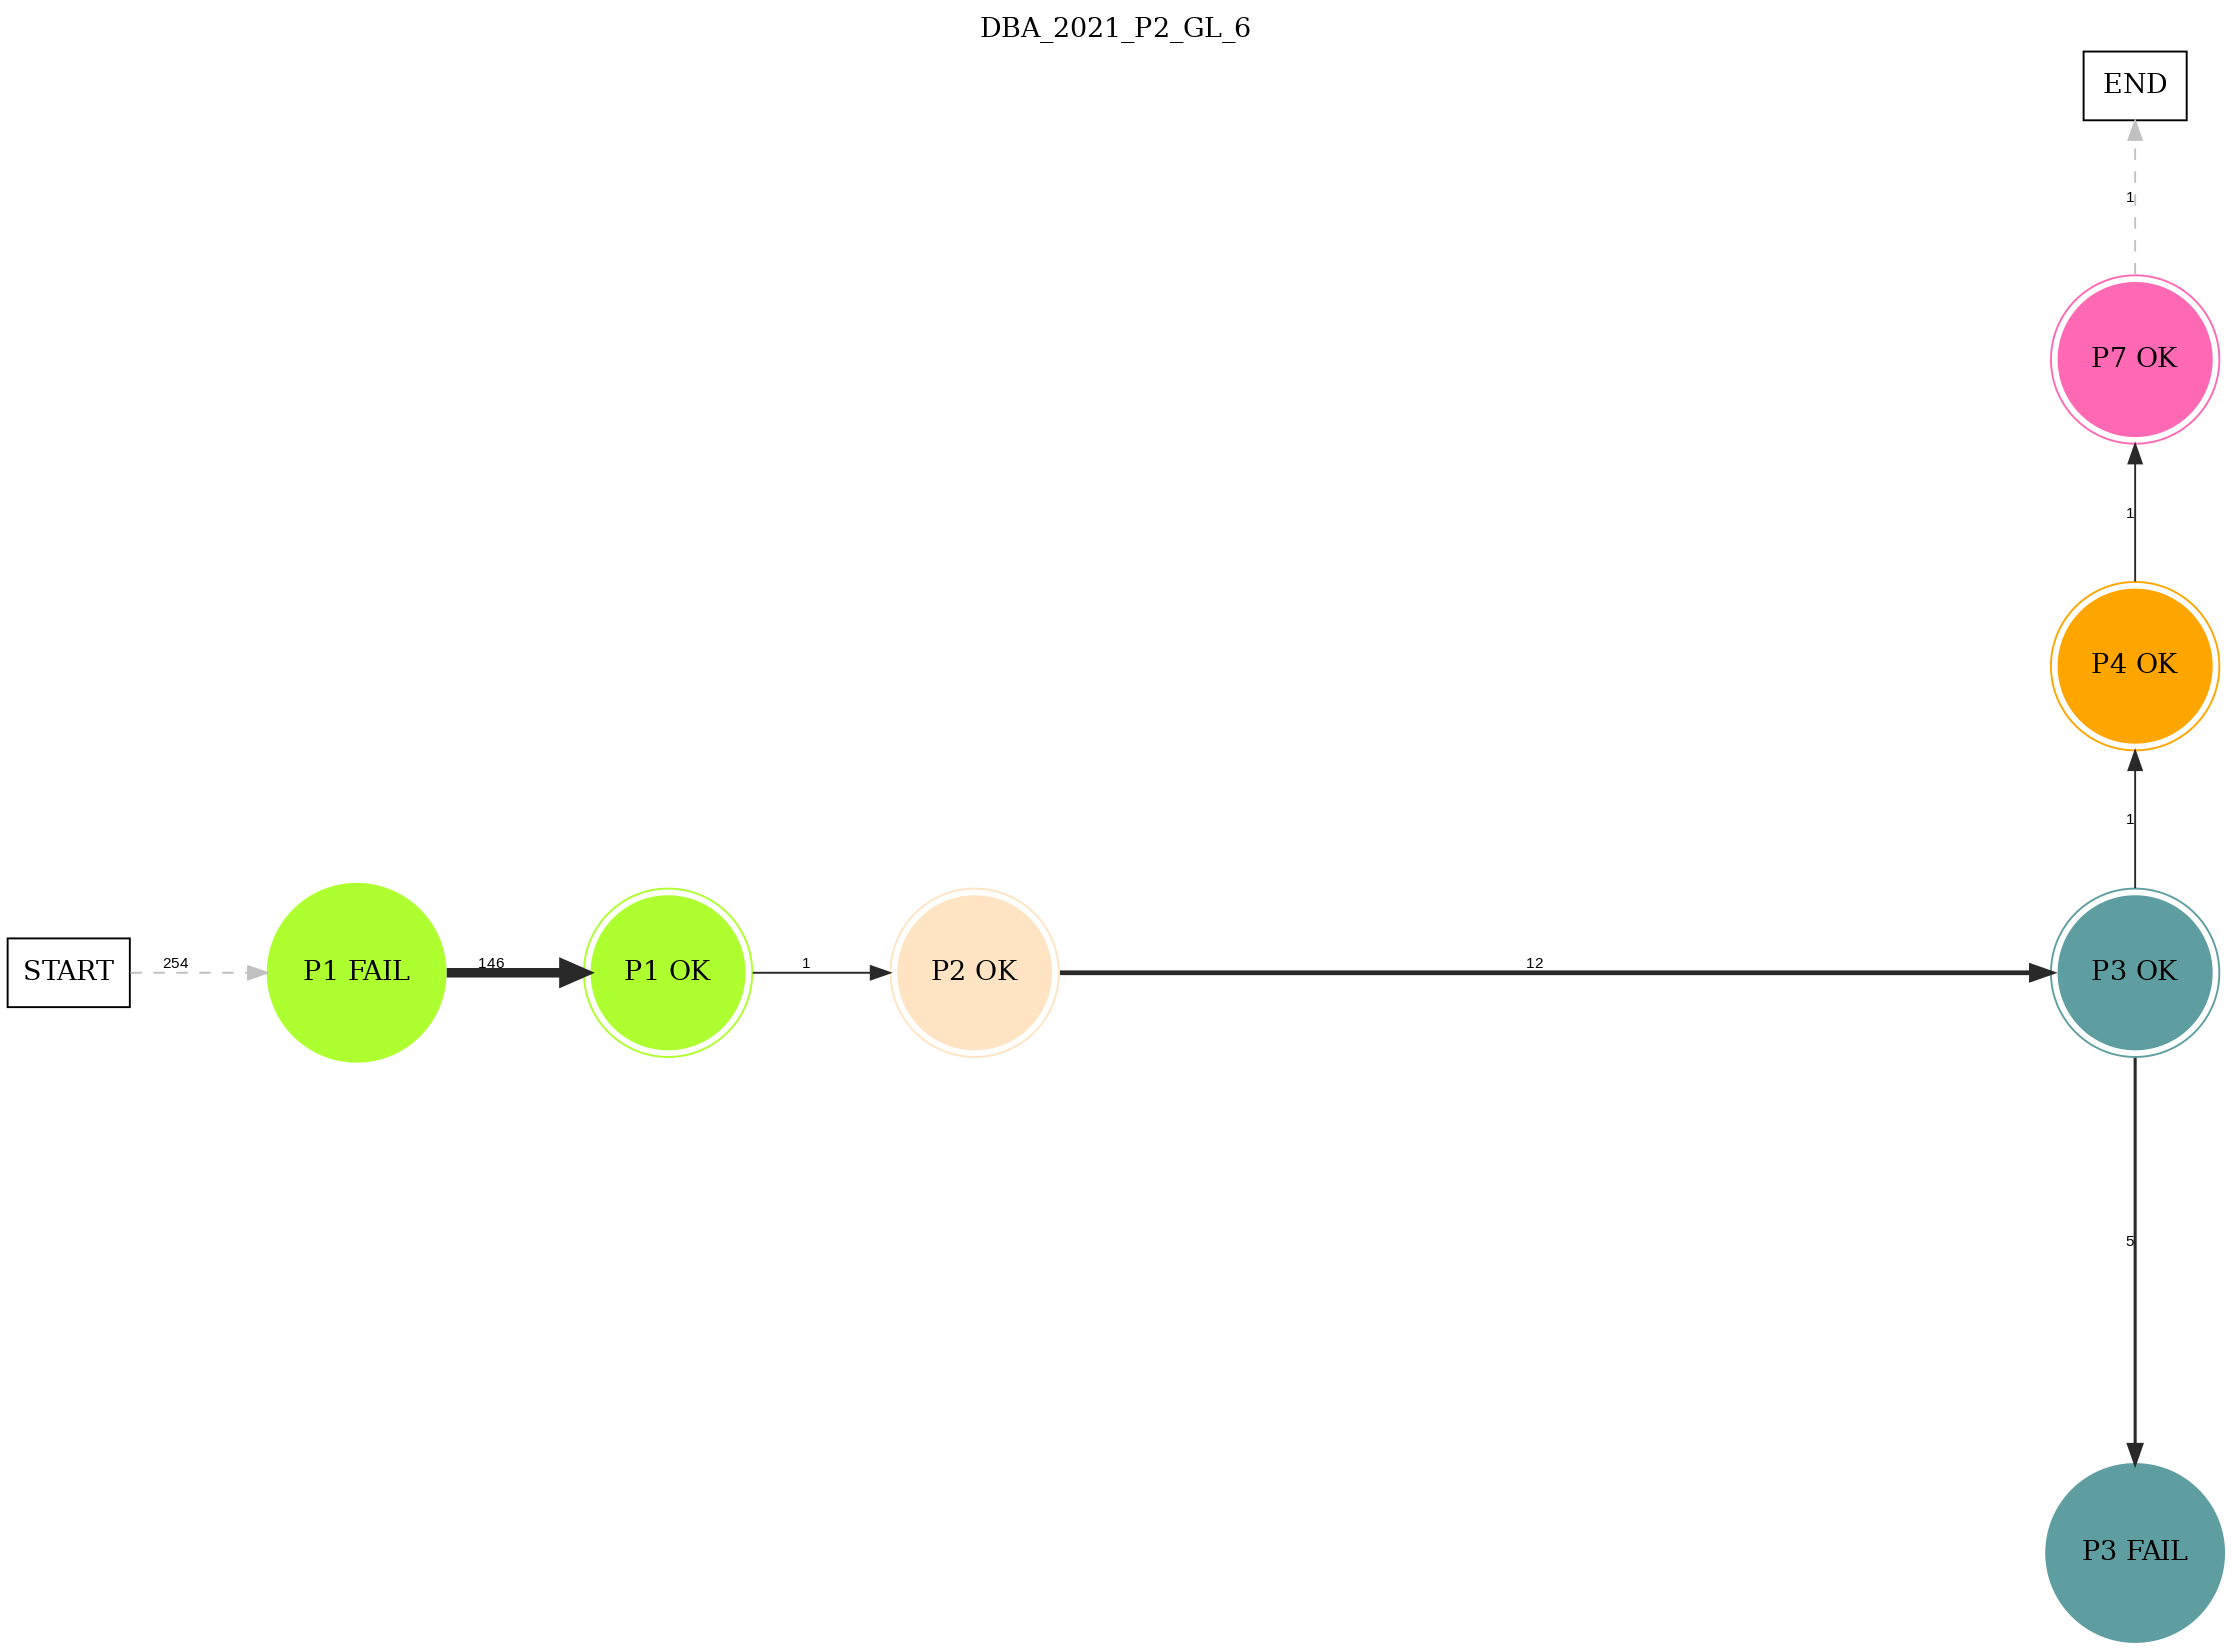 DBA_2021_P2_GL_6
END
1
P7 OK
1
P4 OK
1
START
254
P1 FAIL
146
P1 OK
1
P2 OK
12
P3 OK
5
P3 FAIL